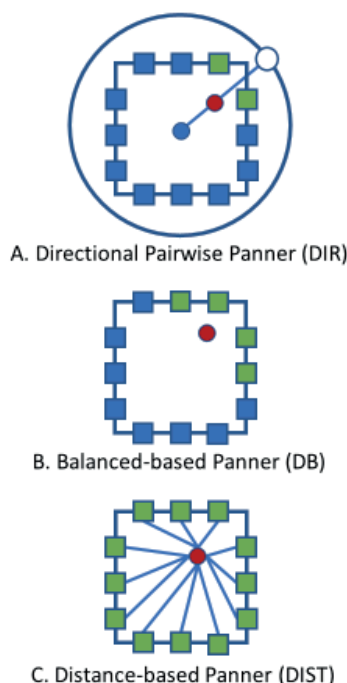 A. Directional Pairwise Panner (DIR)
B. Balanced-based Panner (DB)
C. Distance-based Panner (DIST)